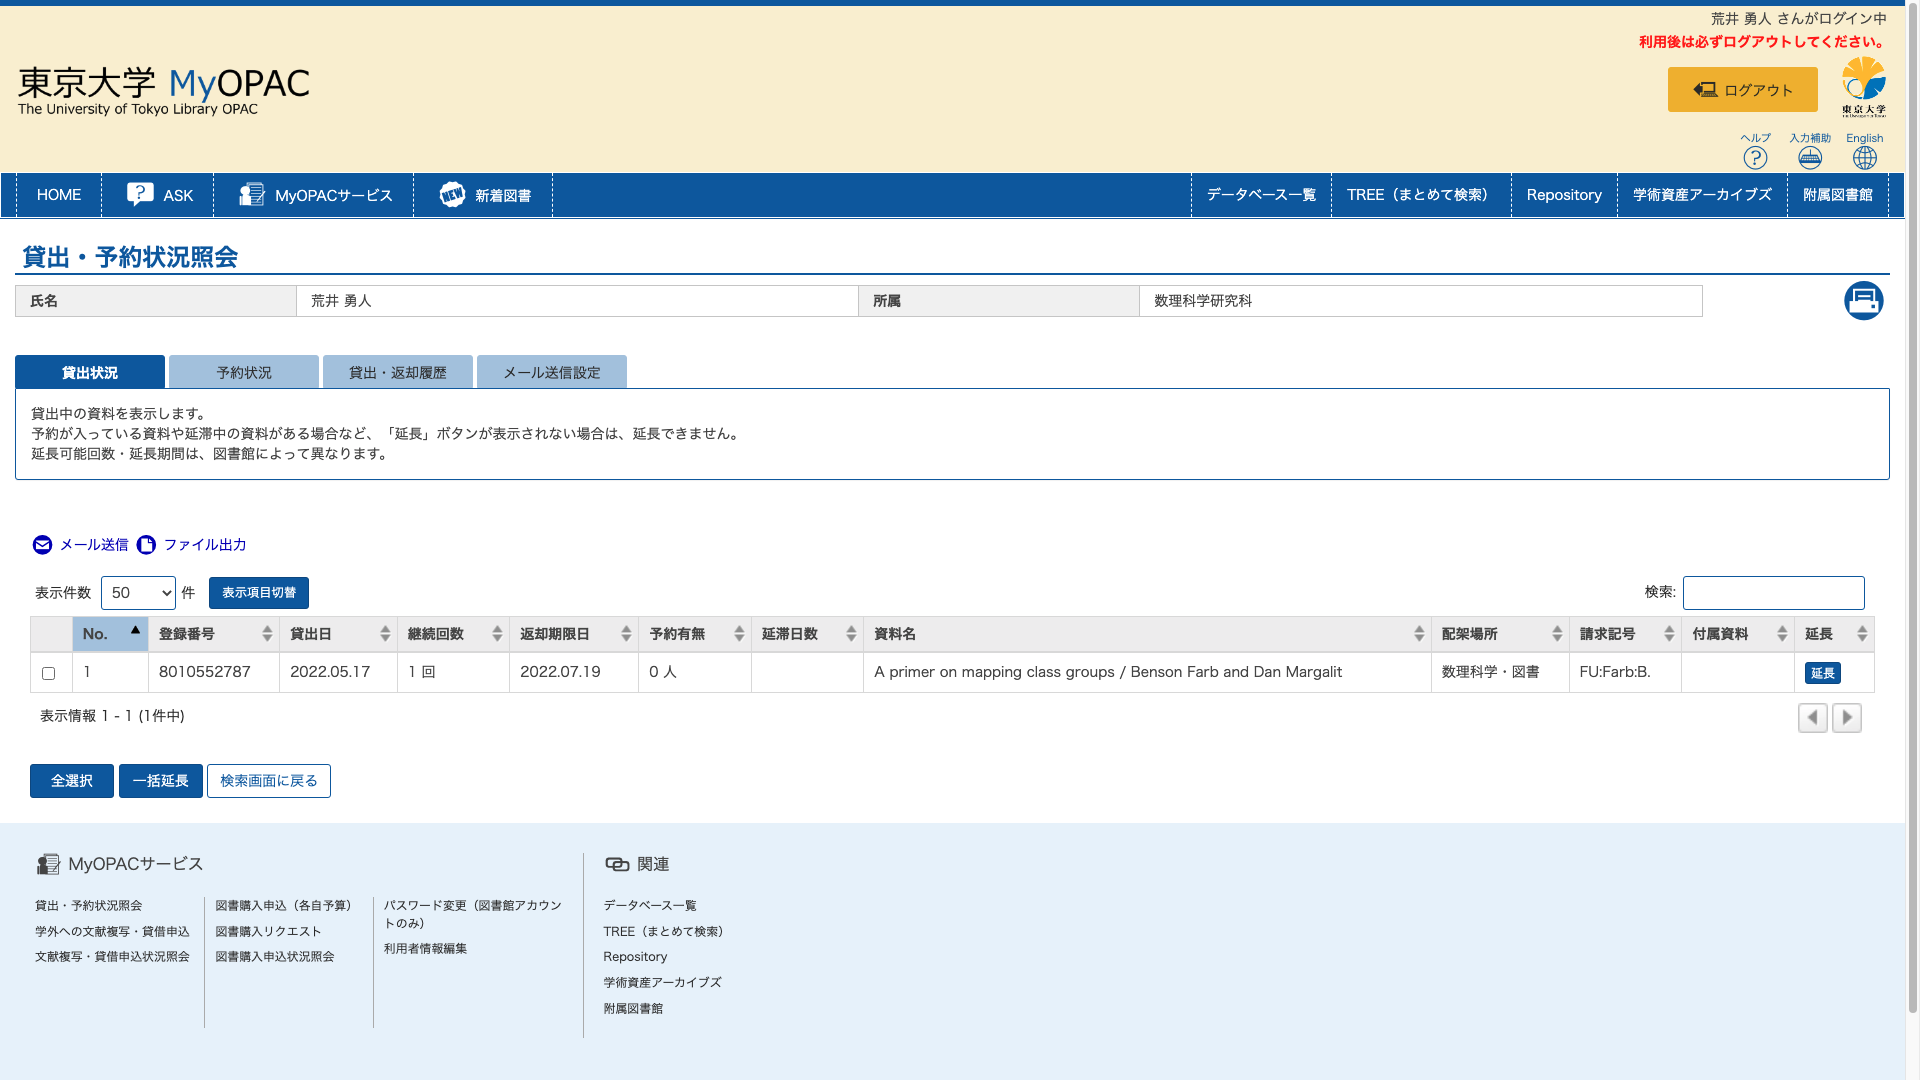 荒井 勇人 さんがログイン中
利用後は必ずログアウトしてください。
東京大学 MyOPAC
The University of Tokyo Library OPAC
ログアウト
東京大学
ヘルプ 入力補助 English
HOME ASK MyOPACサービス NEW 新着図書 データベース一覧 TREE（まとめて検索） Repository 学術資産アーカイブズ 附属図書館
貸出・予約状況照会
氏名 荒井 勇人 所属 数理科学研究科
貸出状況 予約状況 貸出・返却履歴 メール送信設定
貸出中の資料を表示します。
予約が入っている資料や延滞中の資料がある場合など、「延長」ボタンが表示されない場合は、延長できません。
延長可能回数・延長期間は、図書館によって異なります。
メール送信 ファイル出力
表示件数 50 件 表示項目切替 検索:
No. 登録番号 貸出日 継続回数 返却期限日 予約有無 延滞日数 資料名 配架場所 請求記号 付属資料 延長
1 8010552787 2022.05.17 1 回 2022.07.19 0 人 A primer on mapping class groups / Benson Farb and Dan Margalit 数理科学・図書 FU:Farb:B. 延長
表示情報 1 - 1 (1件中)
全選択 一括延長 検索画面に戻る
MyOPACサービス
貸出・予約状況照会
学外への文献複写・貸借申込
文献複写・貸借申込状況照会
図書購入申込（各自予算）
図書購入リクエスト
図書購入申込状況照会
パスワード変更（図書館アカウン
トのみ）
利用者情報編集
関連
データベース一覧
TREE（まとめて検索）
Repository
学術資産アーカイブズ
附属図書館